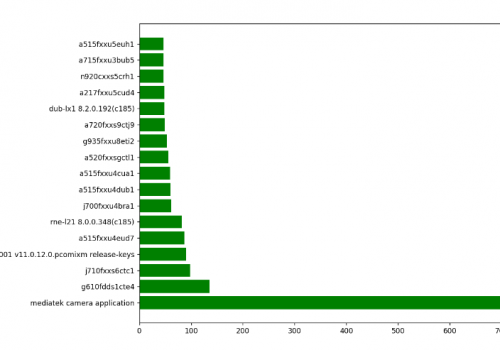 a515fxxu5euh1
a715fxxu3bub5
n920cxxs5crh1
a217fxxu5cud4
dub-lx1 8.2.0.192(c185)
a720fxxs9ctj9
g935fxxu8eti2
a520fxxsgctl1
a515fxxu4cua1
a515fxxu4dub1
j700fxxu4bra1
rne-l21 8.0.0.348(c185)
a515fxxu4eud7
001 v11.0.12.0.pcomixm release-keys
j710fxxs6ctc1
g610fdds1cte4
mediatek camera application
0 100 200 300 400 500 600